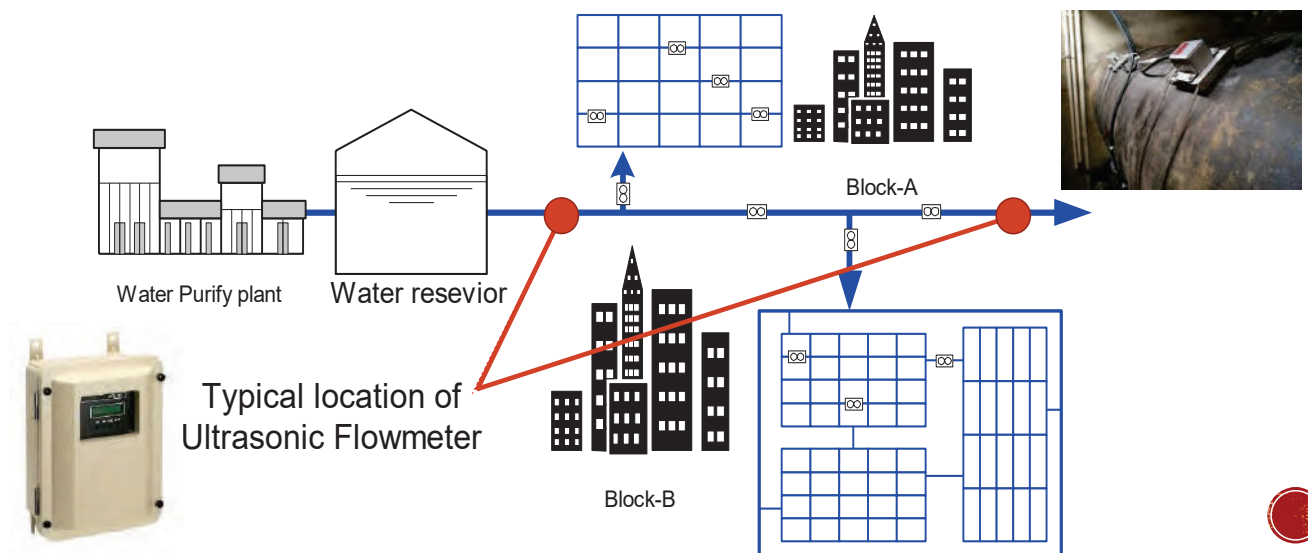 Block-A
Water Purify plant
Water resevior
Typical location of
Ultrasonic Flowmeter
Block-B